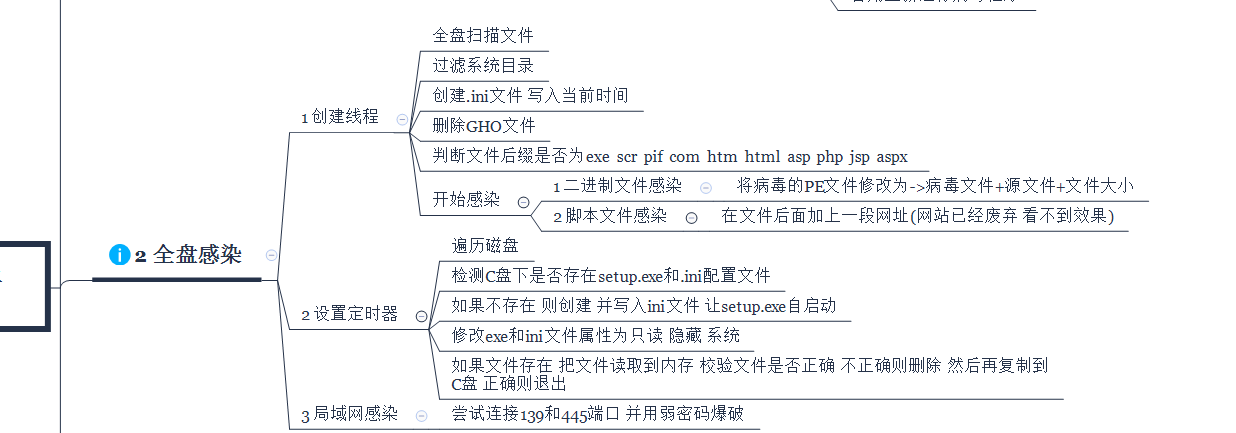 全盘扫描文件
过滤系统目录
创建.ini文件 写入当前时间
1 创建线程
删除GHO文件
判断文件后缀是否为exe scr pif com htm html asp php jsp aspx
开始感染
1 二进制文件感染
将病毒的PE文件修改为->病毒文件+源文件+文件大小
2 脚本文件感染
在文件后面加上一段网址(网站已经废弃 看不到效果)
2 全盘感染
遍历磁盘
检测C盘下是否存在setup.exe和.ini配置文件
2 设置定时器
如果不存在 则创建 并写入ini文件 让setup.exe自启动
修改exe和ini文件属性为只读 隐藏 系统
如果文件存在 把文件读取到内存 校验文件是否正确 不正确则删除 然后再复制到
C盘 正确则退出
3 局域网感染
尝试连接139和445端口 并用弱密码爆破